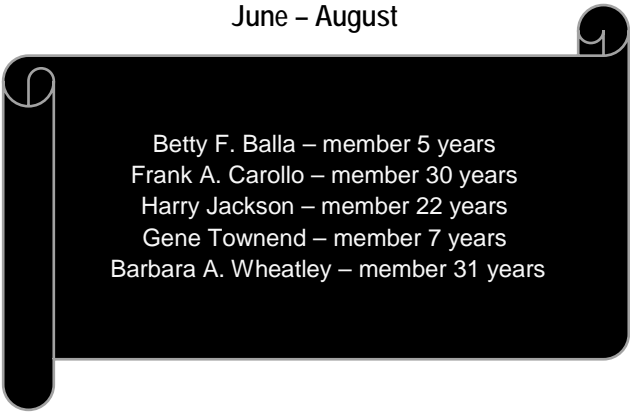 June – August
Betty F. Balla – member 5 years
Frank A. Carollo – member 30 years
Harry Jackson – member 22 years
Gene Townend – member 7 years
Barbara A. Wheatley – member 31 years